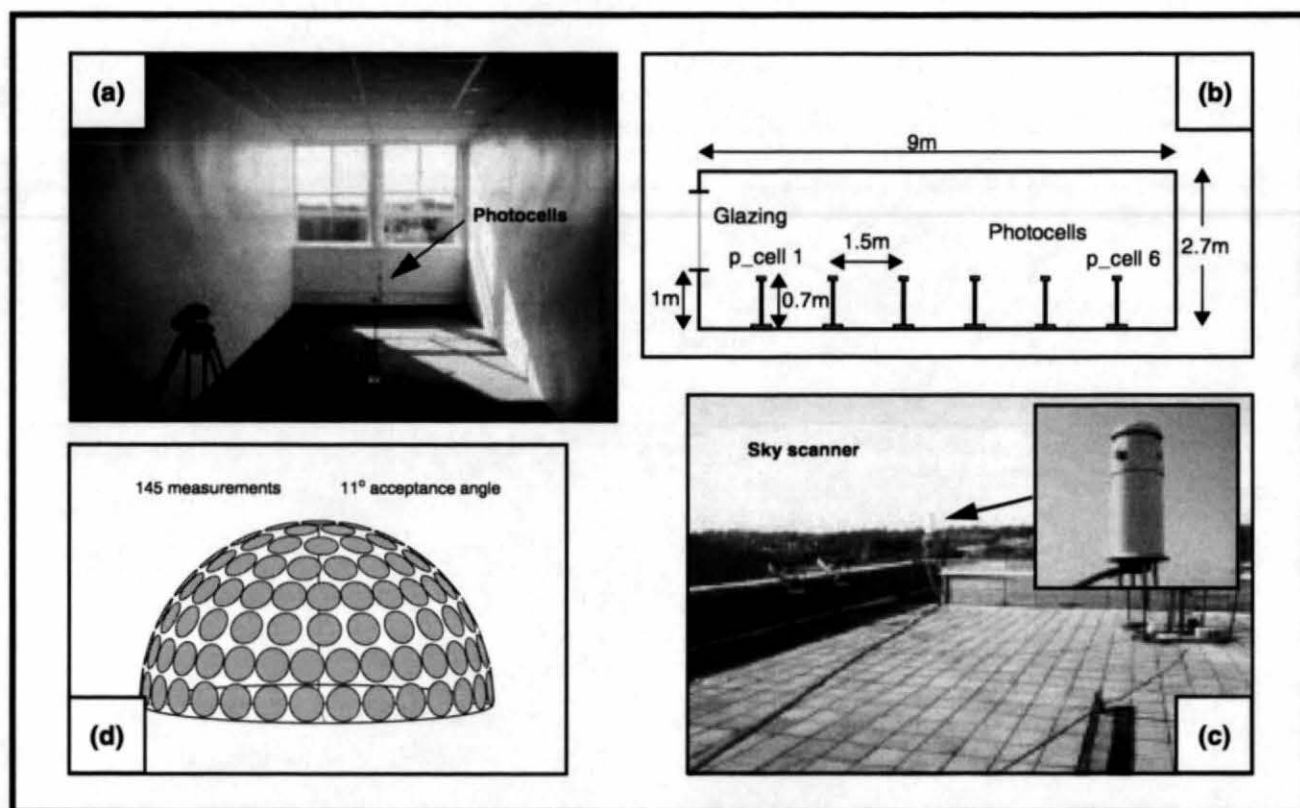 (a)
Photocells
(b)
9m
Glazing
1.5m
Photocells
p_cell 1
p_cell 6
2.7m
1m
0.7m
Sky scanner
(c)
145 measurements
11° acceptance angle
(d)